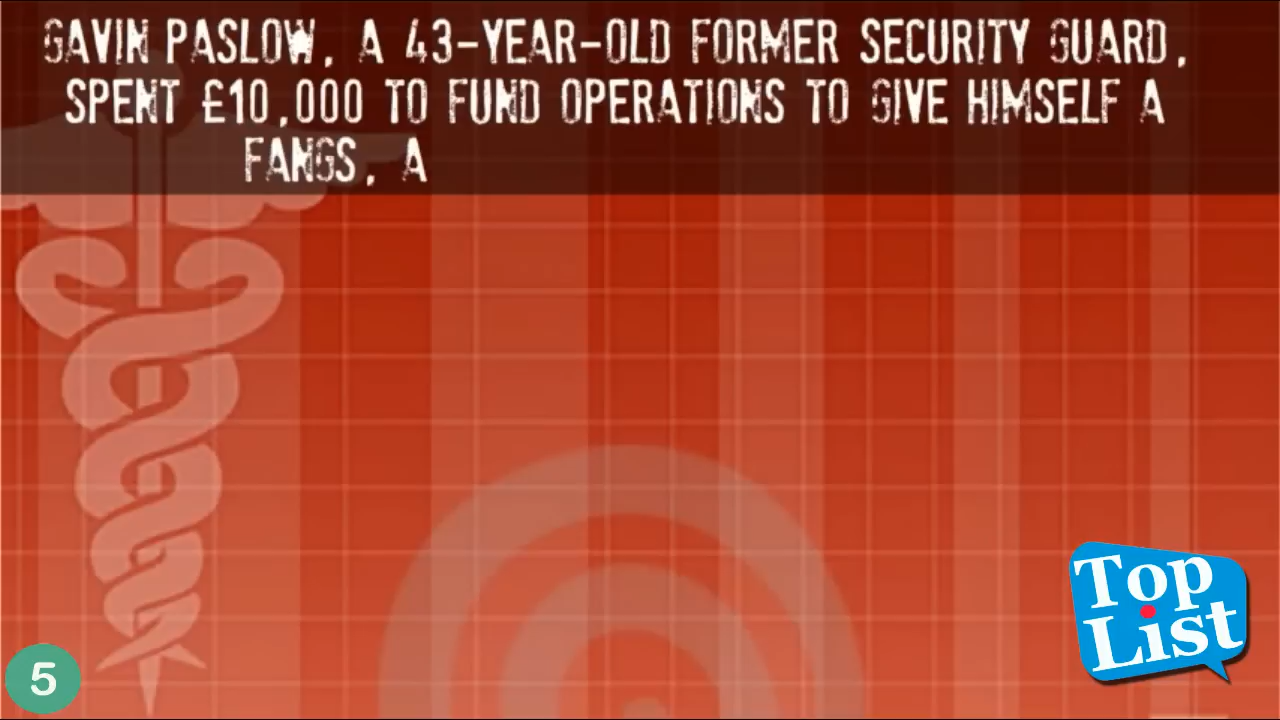 GAVIN PASLOW, A 43-YEAR-OLD FORMER SECURITY GUARD,
SPENT £10,000 TO FUND OPERATIONS TO GIVE HIMSELF A
FANGS, A
Top
List
5